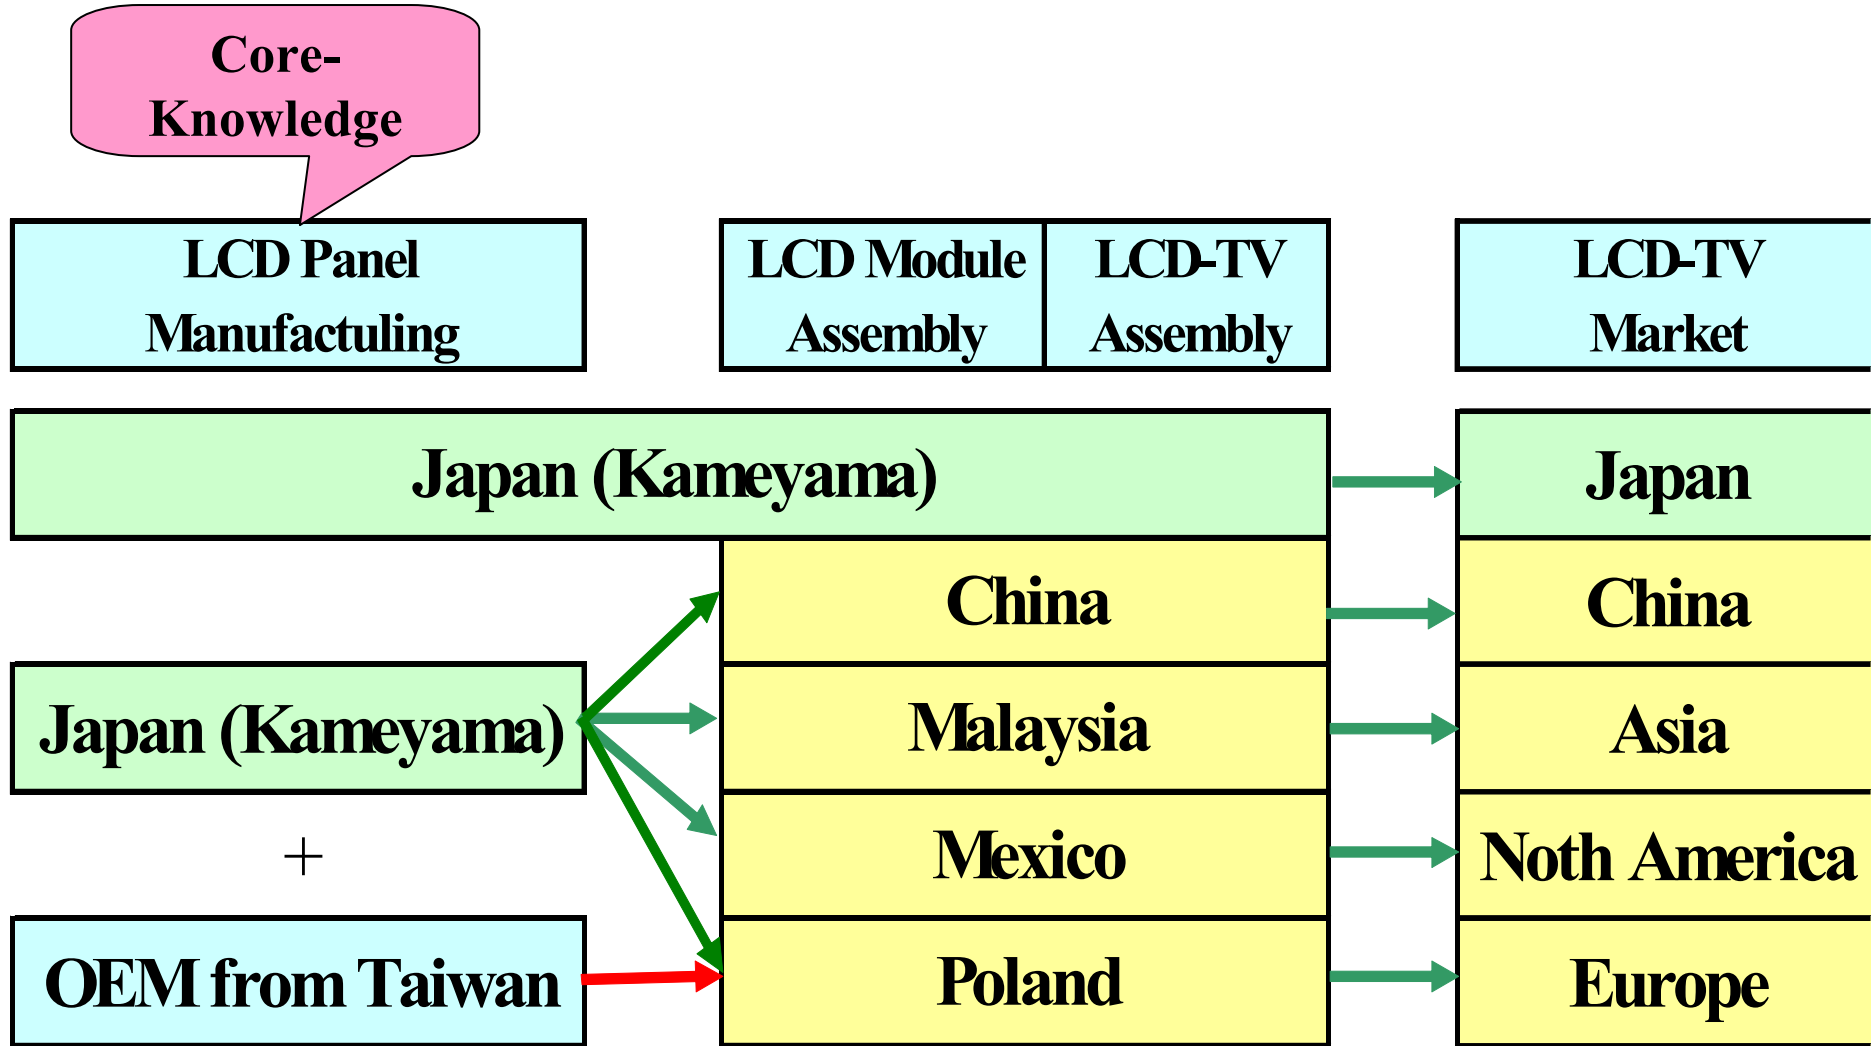 Core-
Knowledge
LCD Panel
Manufactuling
LCD Module
Assembly
LCD-TV
Assembly
LCD-TV
Market
Japan (Kameyama)
Japan
China
China
Japan (Kameyama)
Malaysia
Asia
+
Mexico
Noth America
OEM from Taiwan
Poland
Europe